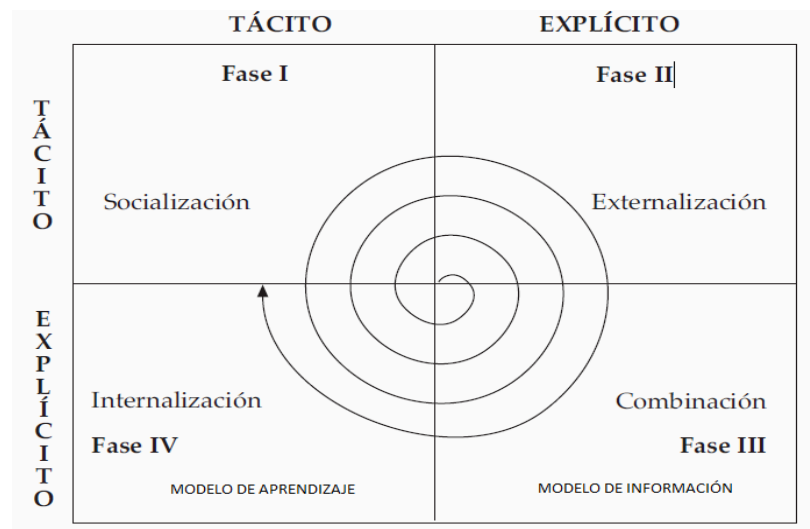 TÁCITO
EXPLÍCITO
TÁCITO
Fase I
Fase II
Socialización
Externalización
EXPLÍCITO
Internalización
Combinación
Fase IV
Fase III
MODELO DE APRENDIZAJE
MODELO DE INFORMACIÓN